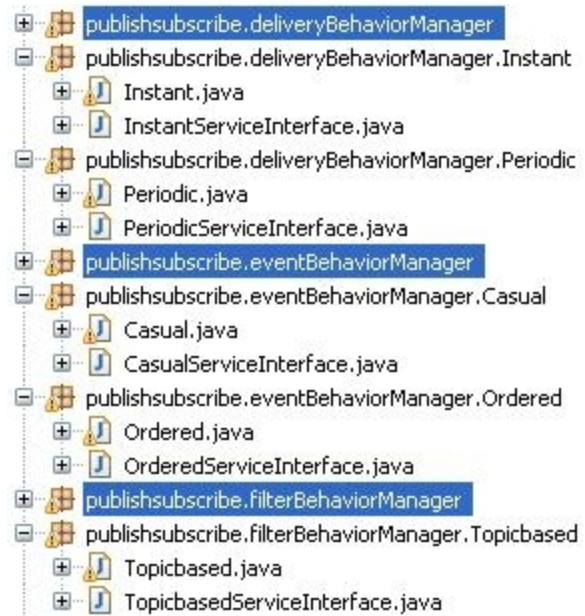 publishsubscribe.deliveryBehaviorManager
publishsubscribe.deliveryBehaviorManager.Instant
Instant.java
InstantServiceInterface.java
publishsubscribe.deliveryBehaviorManager.Periodic
Periodic.java
PeriodicServiceInterface.java
publishsubscribe.eventBehaviorManager
publishsubscribe.eventBehaviorManager.Casual
Casual.java
CasualServiceInterface.java
publishsubscribe.eventBehaviorManager.Ordered
Ordered.java
OrderedServiceInterface.java
publishsubscribe.filterBehaviorManager
publishsubscribe.filterBehaviorManager.Topicbased
Topicbased.java
TopicbasedServiceInterface.java